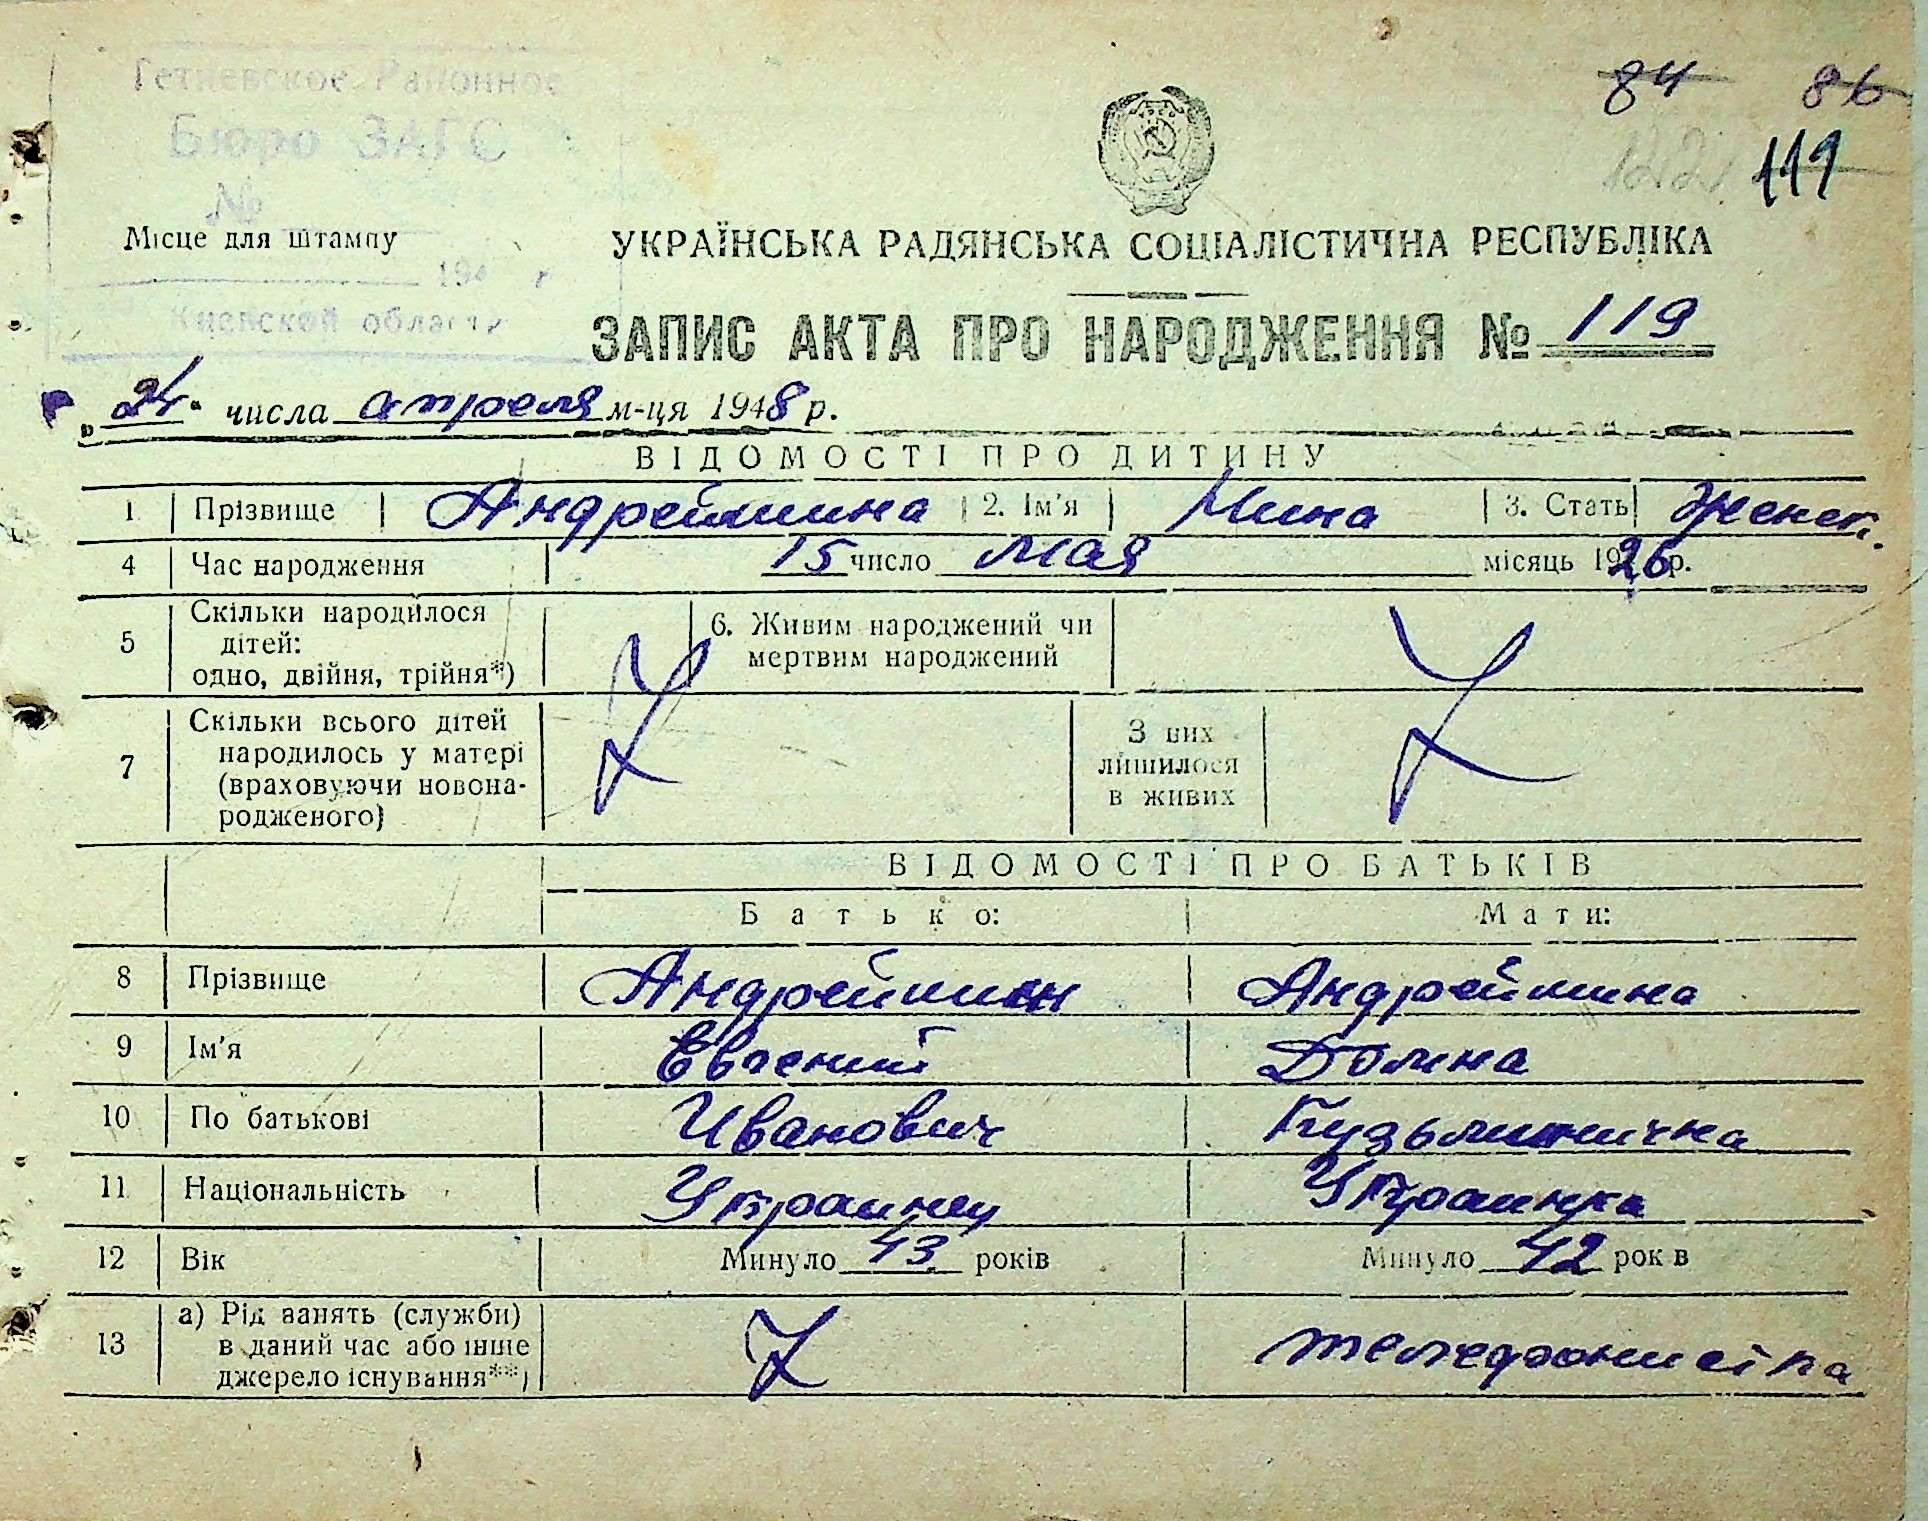 84 86
122 119
Бюро ЗАГС
№
Місце для штампу
194 г
Киевской области
УКРАЇНСЬКА РАДЯНСЬКА СОЦІАЛІСТИЧНА РЕСПУБЛІКА
ЗАПИС АКТА ПРО НАРОДЖЕННЯ № 119
„24“ числа апреля м-ця 1948 р.
ВІДОМОСТІ ПРО ДИТИНУ
1 Прізвище Андрейшина 2. Ім'я Нина 3. Стать Женск.
4 Час народження 15 число мая місяць 1926 р.
5 Скільки народилося дітей: одно, двійня, трійня*) 6. Живим народжений чи мертвим народжений
7 Скільки всього дітей народилось у матері (враховуючи новонародженого) З них лишилося в живих
ВІДОМОСТІ ПРО БАТЬКІВ
Батько: Мати:
8 Прізвище Андрейшин Андрейшина
9 Ім'я Евгений
10 По батькові Иванович Кузьминична
11 Національність Украинец Украинка
12 Вік Минуло 43 років Минуло 42 років
13 а) Рід занять (служби) в даний час або інше джерело існування**) телефонистка